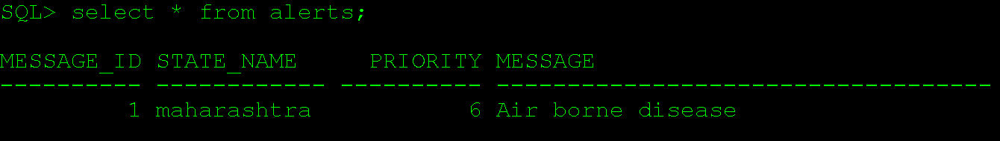 SQL> select * from alerts;
MESSAGE_ID STATE_NAME     PRIORITY MESSAGE
---------- ------------ ---------- -----------------------------------
         1 maharashtra           6 Air borne disease